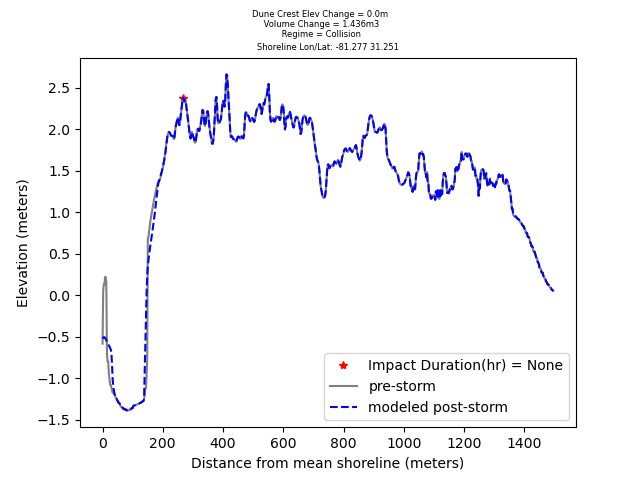 Dune Crest Elev Change = 0.0m
Volume Change = 1.436m3
Regime = Collision
Shoreline Lon/Lat: -81.277 31.251
2.5
2.0
1.5
1.0
0.5
0.0
−0.5
−1.0
−1.5
Elevation (meters)
Impact Duration(hr) = None
pre-storm
modeled post-storm
0 200 400 600 800 1000 1200 1400
Distance from mean shoreline (meters)